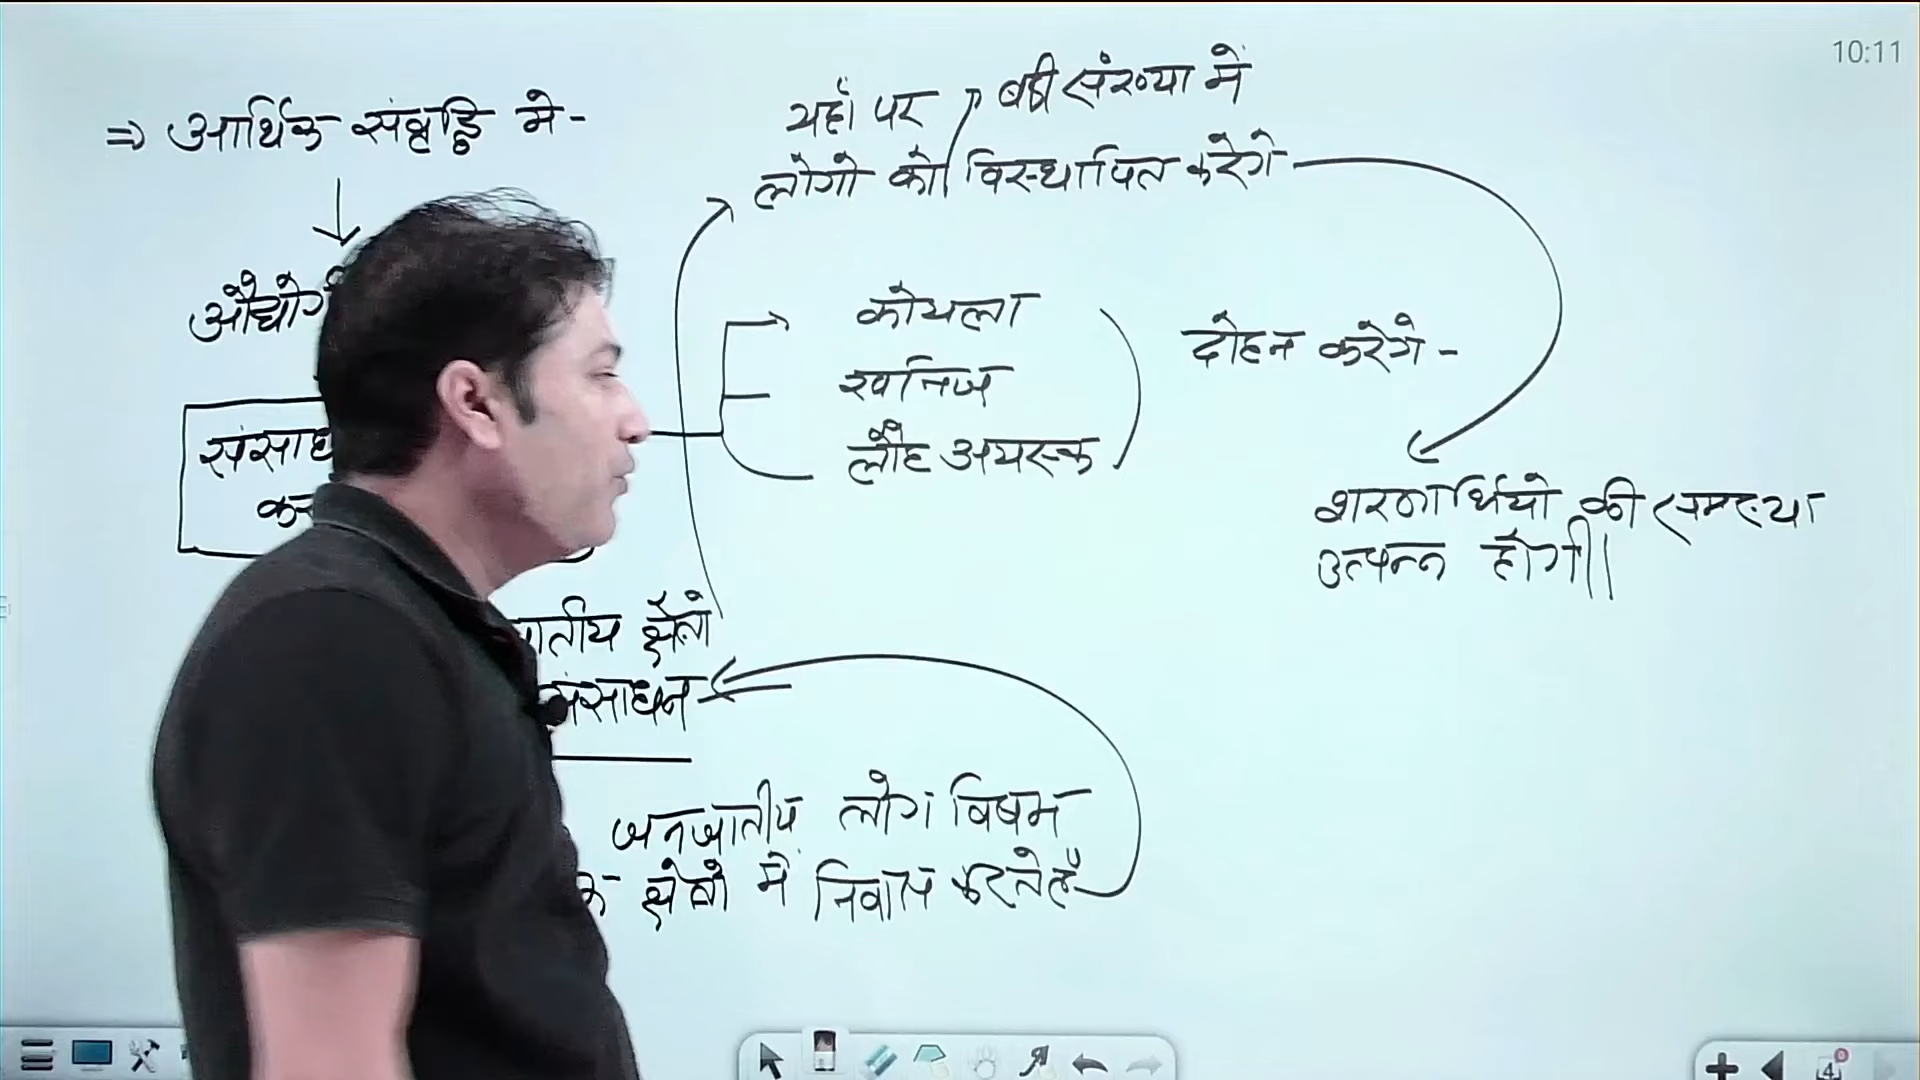 10:11
⇒ आर्थिक संवृद्धि मे-
यहाँ पर बडी संख्या में
लोगो को विस्थापित करेगे
कोयला
खनिज
लौह अयस्क
दोहन करेगे -
शरणार्थियो की समस्या
उत्पन्न होगी।
क्षेत्रो
संसाधन
जनजातीय लोग विषम
क्षेत्रो में निवास करते है
4